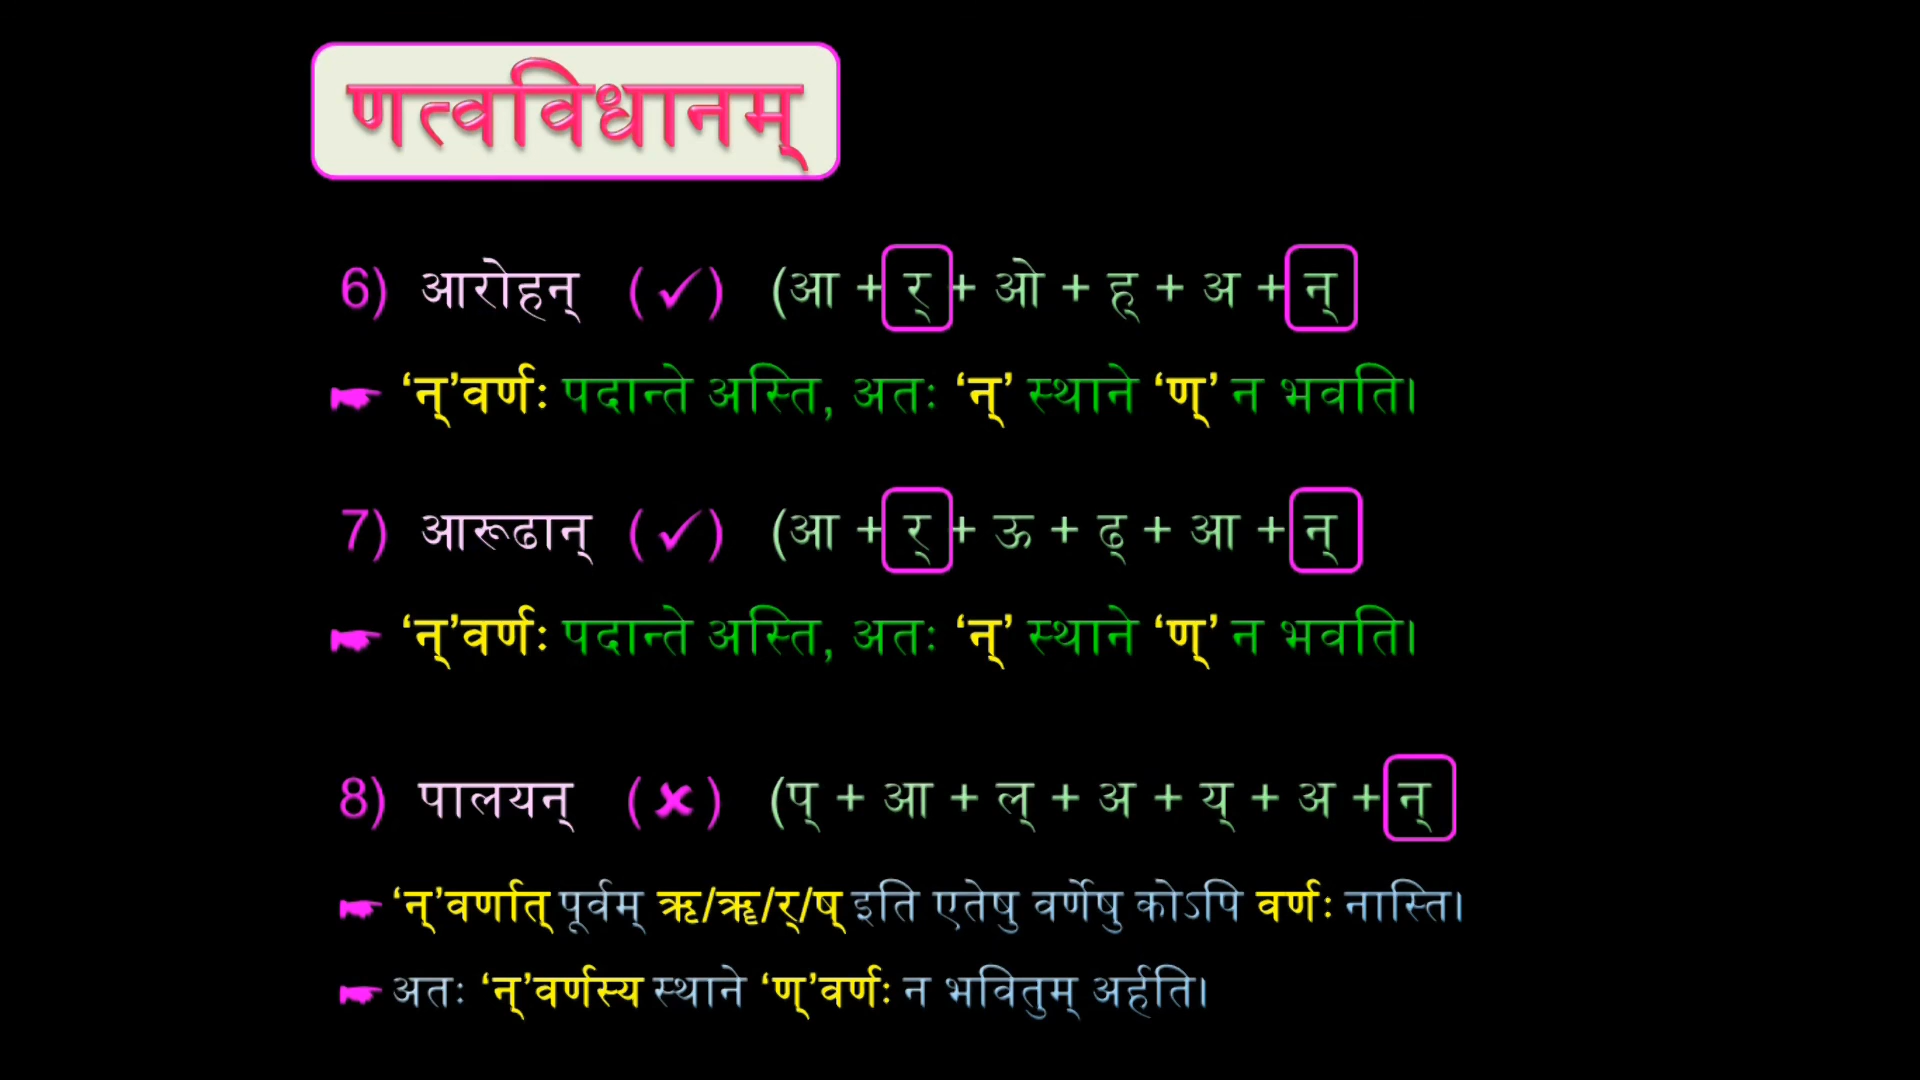 णत्वविधानम्
6) आरोहन् (✓) (आ + र् + ओ + ह् + अ + न्
☛ ‘न्’वर्णः पदान्ते अस्ति, अतः ‘न्’ स्थाने ‘ण्’ न भवति।
7) आरूढान् (✓) (आ + र् + ऊ + ढ् + आ + न्
☛ ‘न्’वर्णः पदान्ते अस्ति, अतः ‘न्’ स्थाने ‘ण्’ न भवति।
8) पालयन् (✘) (प् + आ + ल् + अ + य् + अ + न्
☛ ‘न्’वर्णात् पूर्वम् ऋ/ॠ/र्/ष् इति एतेषु वर्णेषु कोऽपि वर्णः नास्ति।
☛ अतः ‘न्’वर्णस्य स्थाने ‘ण्’वर्णः न भवितुम् अर्हति।